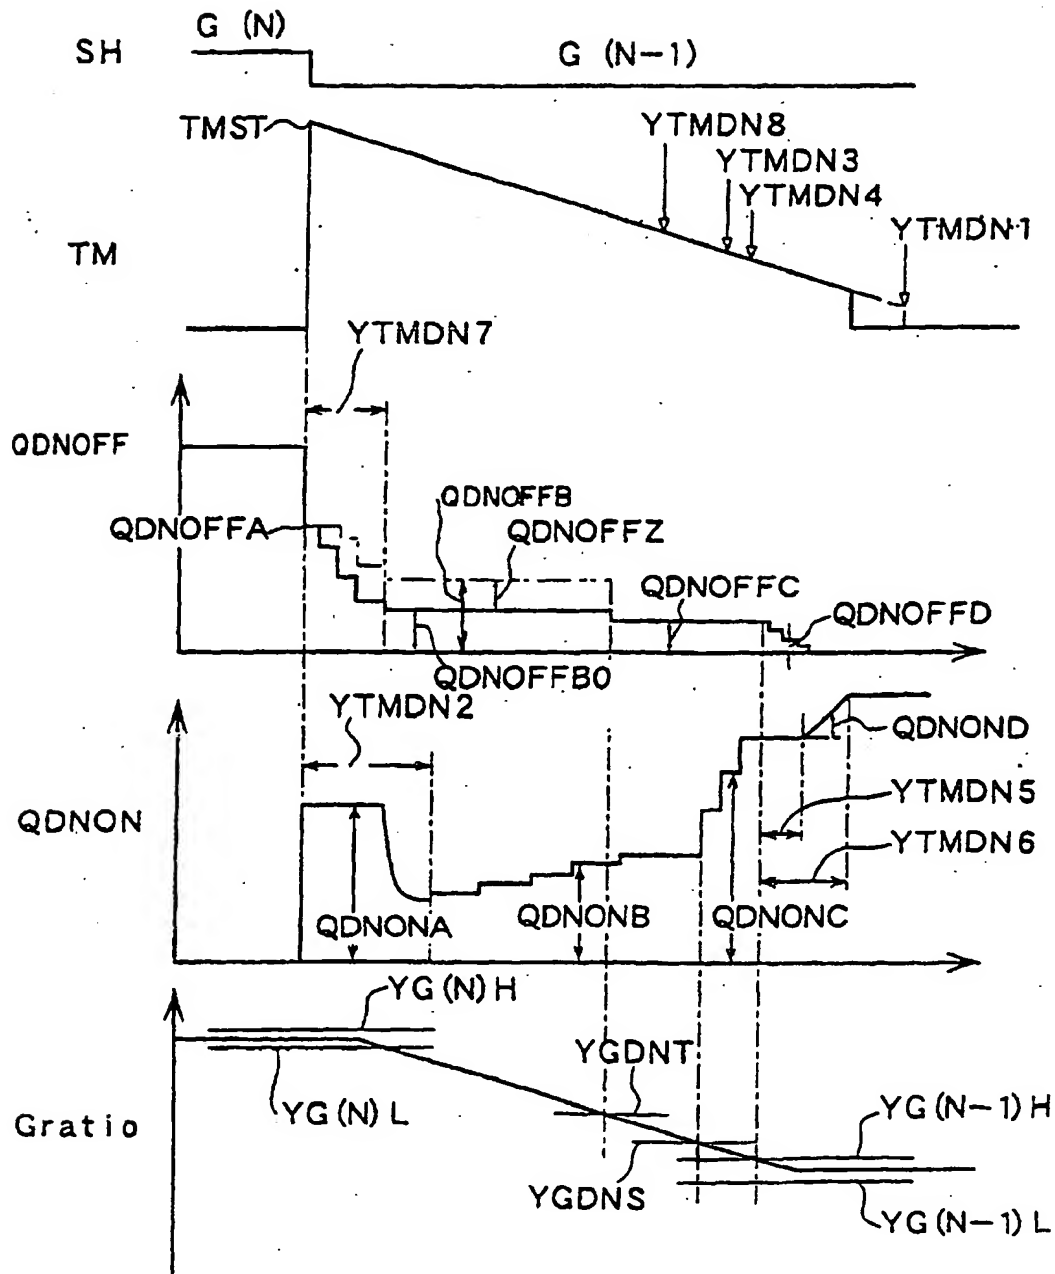 G (N)
SH
G (N-1)
TMST
YTMDN8
YTMDN3
YTMDN4
YTMDN1
TM
YTMDN7
QDNOFF
QDNOFFB
QDNOFFA
QDNOFFZ
QDNOFFC
QDNOFFD
QDNOFFB0
YTMDN2
QDNOND
YTMDN5
QDNON
YTMDN6
QDNONA
QDNONB
QDNONC
YG(N)H
YGDNT
YG(N)L
YG(N-1)H
Gratio
YGDNS
YG(N-1)L